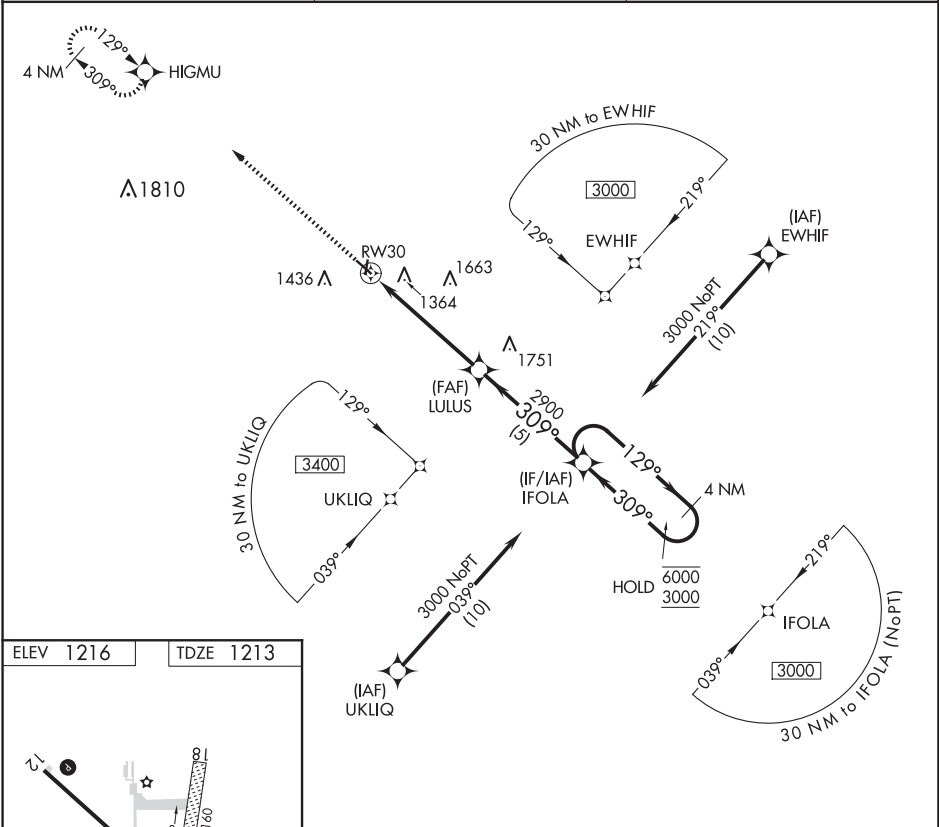 129°
4 NM
309°
HIGMU
30 NM to EWHIF
3000
219°
129°
EWHIF
(IAF)
EWHIF
1810
RW30
1436
1364
1663
3000 NoPT
219°
(10)
1751
(FAF)
LULUS
2900
309°
(5)
129°
30 NM to UKLIQ
3400
UKLIQ
039°
(IF/IAF)
IFOLA
129°
309°
4 NM
HOLD
6000
3000
219°
IFOLA
039°
3000
30 NM to IFOLA (NoPT)
3000 NoPT
039°
(10)
(IAF)
UKLIQ
ELEV 1216
TDZE 1213
12
P
18